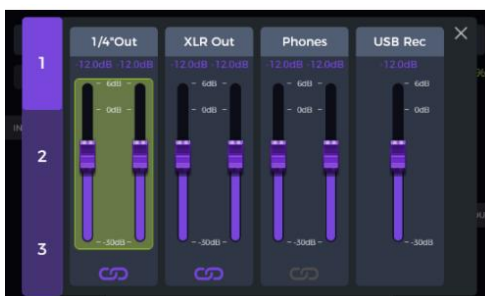 1/4"Out XLR Out Phones USB Rec
-12.0dB -12.0dB -12.0dB -12.0dB -12.0dB -12.0dB -12.0dB
1
- 6dB - - 6dB - - 6dB - - 6dB
- 0dB - - 0dB - - 0dB - - 0dB
IN
2
- -30dB - - -30dB - - -30dB - - -30dB
3